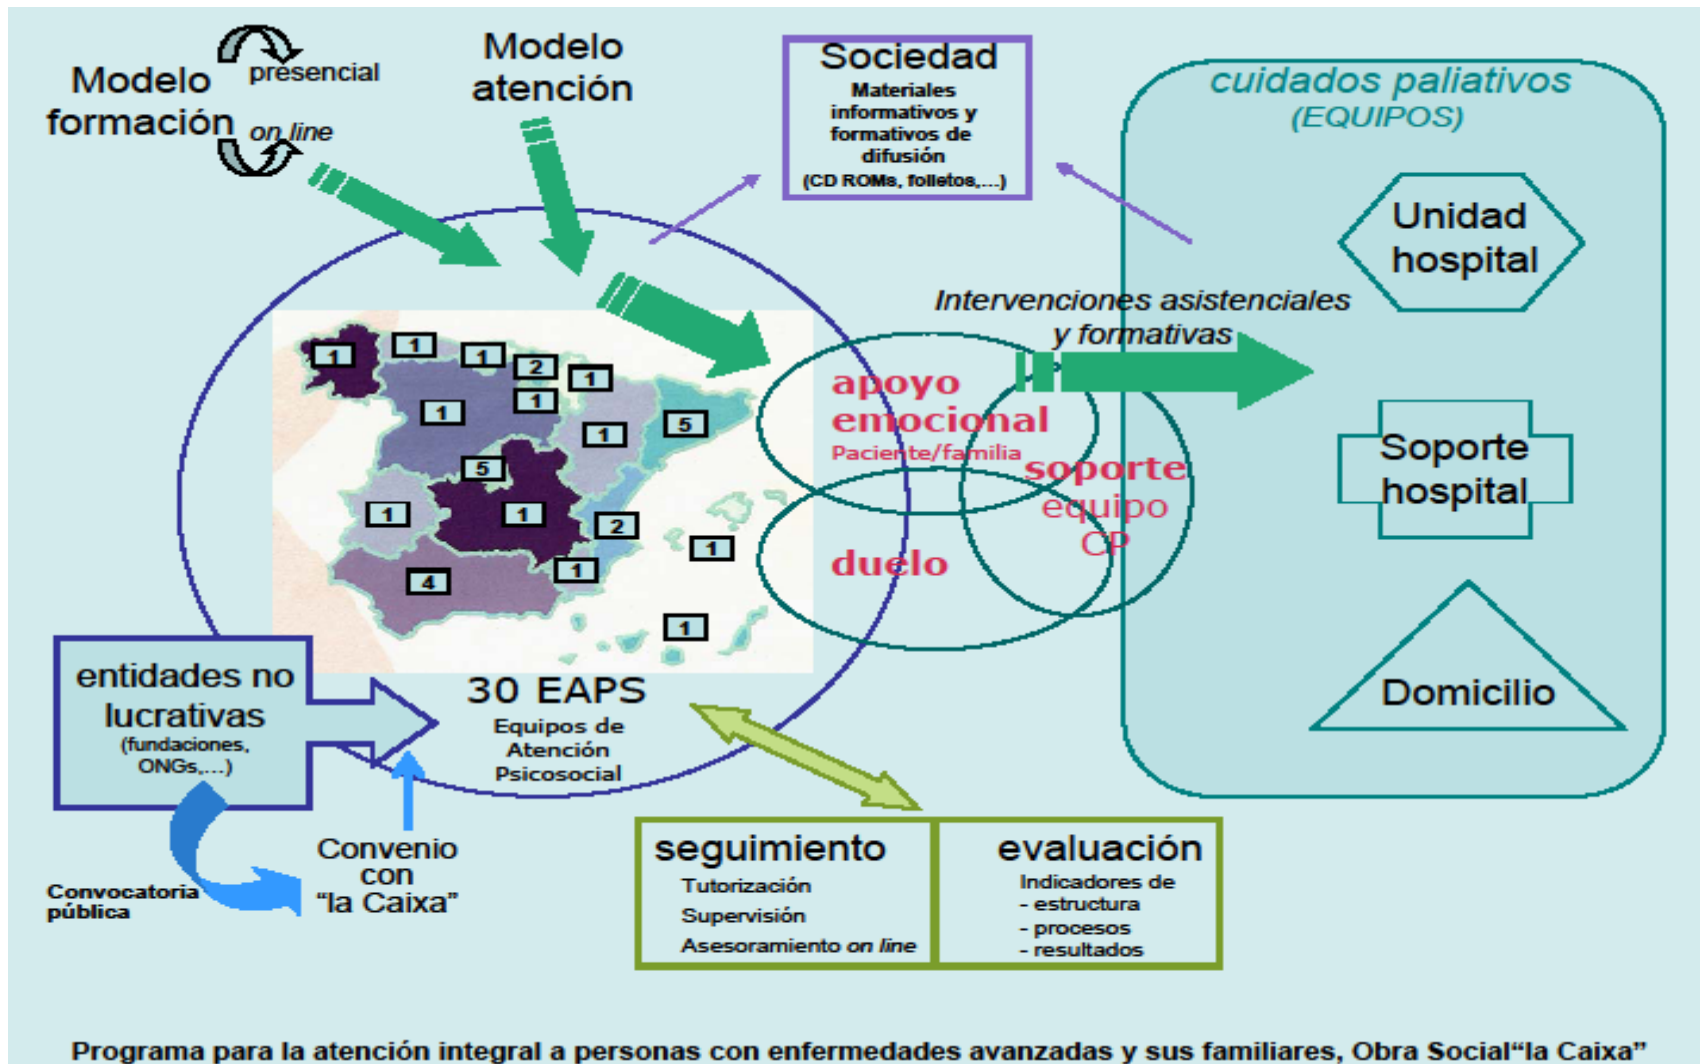 Modelo
formación
presencial
on line
Modelo
atención
Sociedad
Materiales
informativos y
formativos de
difusión
(CD ROMs, folletos,...)
cuidados paliativos
(EQUIPOS)
Unidad
hospital
Soporte
hospital
Domicilio
Intervenciones asistenciales
y formativas
apoyo
emocional
Paciente/familia
soporte
equipo
CP
duelo
1
1
1
2
1
1
1
1
5
5
1
1
2
1
4
1
1
30 EAPS
Equipos de
Atención
Psicosocial
entidades no
lucrativas
(fundaciones,
ONGs,...)
Convocatoria
pública
Convenio
con
“la Caixa”
seguimiento
Tutorización
Supervisión
Asesoramiento on line
evaluación
Indicadores de
- estructura
- procesos
- resultados
Programa para la atención integral a personas con enfermedades avanzadas y sus familiares, Obra Social“la Caixa”